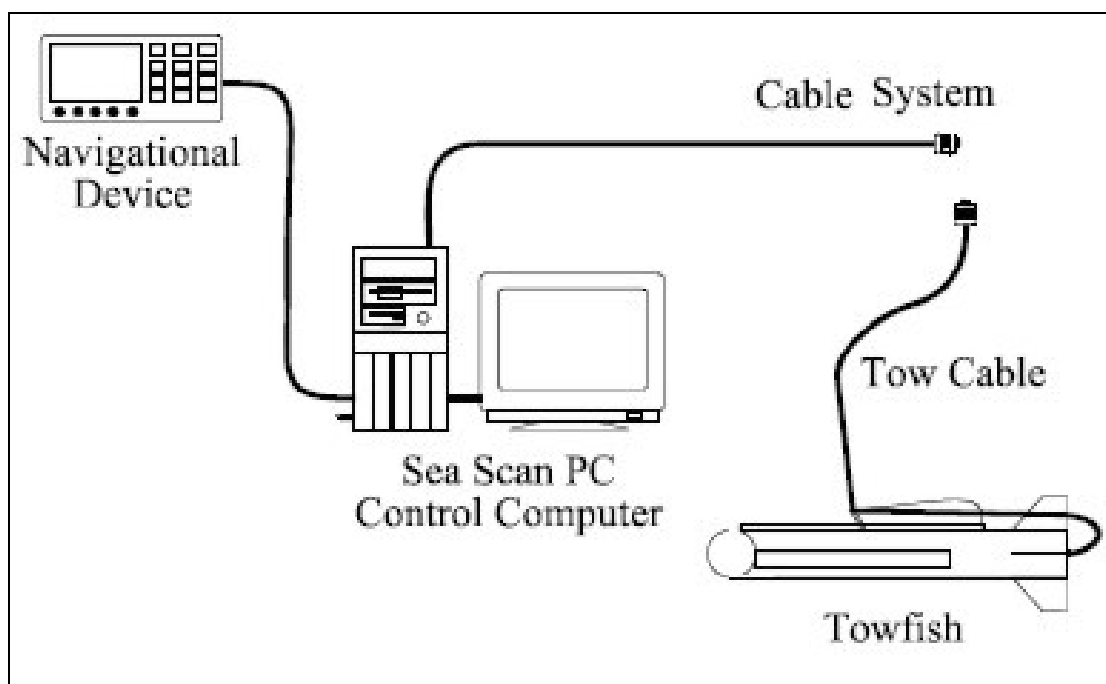 Navigational
Device
Cable System
Sea Scan PC
Control Computer
Tow Cable
Towfish